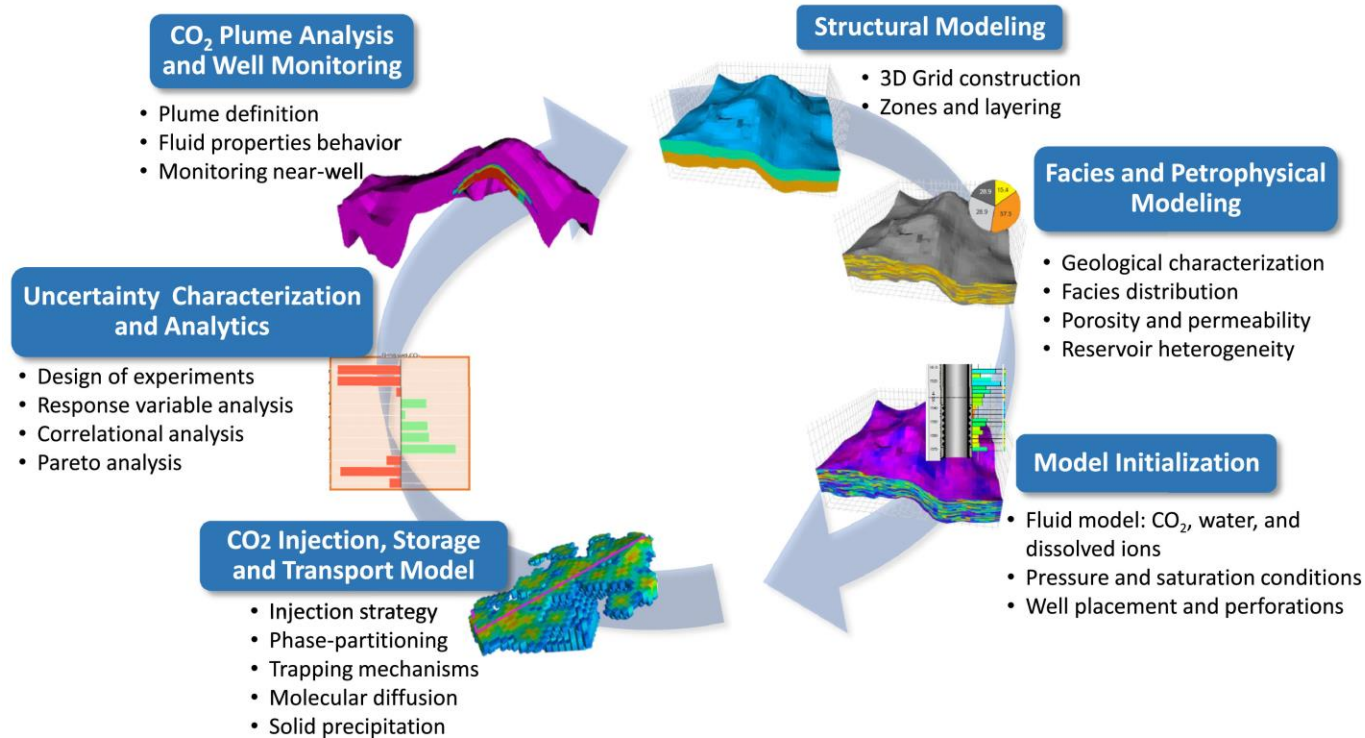 CO₂ Plume Analysis
and Well Monitoring
• Plume definition
• Fluid properties behavior
• Monitoring near-well
Structural Modeling
• 3D Grid construction
• Zones and layering
Facies and Petrophysical
Modeling
• Geological characterization
• Facies distribution
• Porosity and permeability
• Reservoir heterogeneity
28.9
28.9
Model Initialization
• Fluid model: CO₂, water, and
dissolved ions
• Pressure and saturation conditions
• Well placement and perforations
CO2 Injection, Storage
and Transport Model
• Injection strategy
• Phase-partitioning
• Trapping mechanisms
• Molecular diffusion
• Solid precipitation
Uncertainty Characterization
and Analytics
• Design of experiments
• Response variable analysis
• Correlational analysis
• Pareto analysis